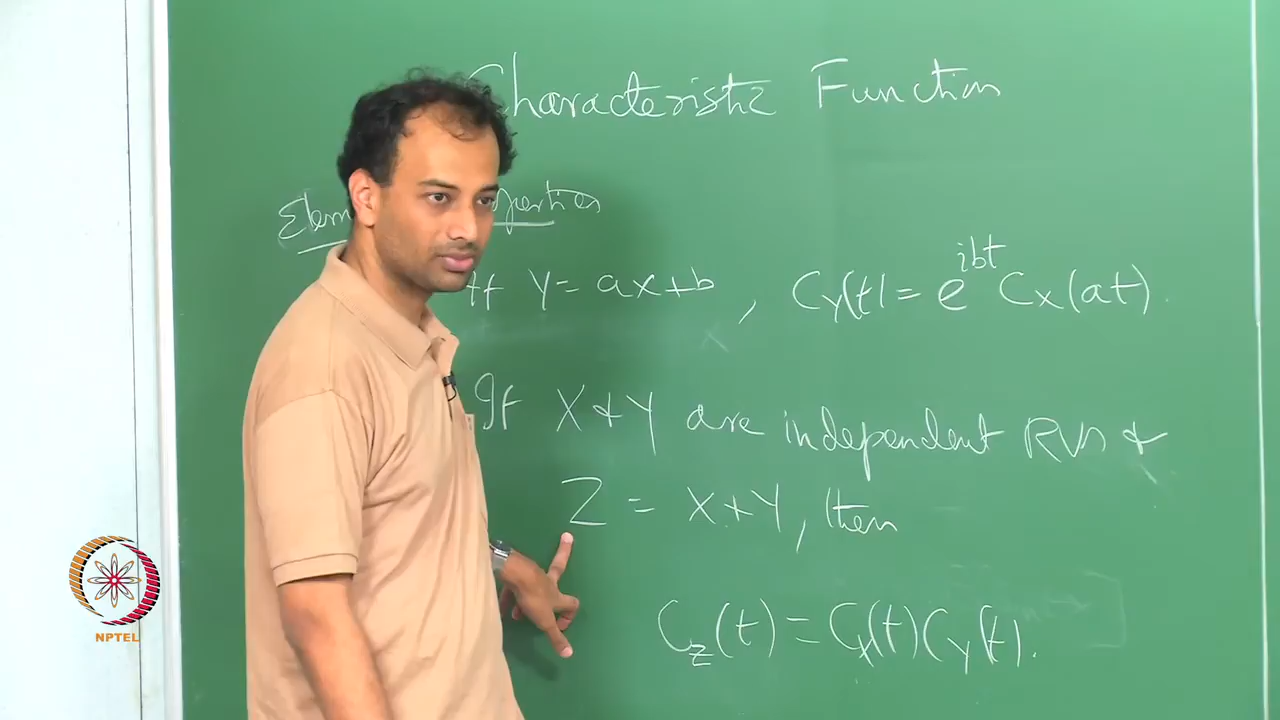 Characteristic Function
If Y = aX+b , C_Y(t) = e^{ibt} C_X(at).
If X & Y are independent RVs &
Z = X+Y, then
C_Z(t) = C_X(t) C_Y(t).
NPTEL